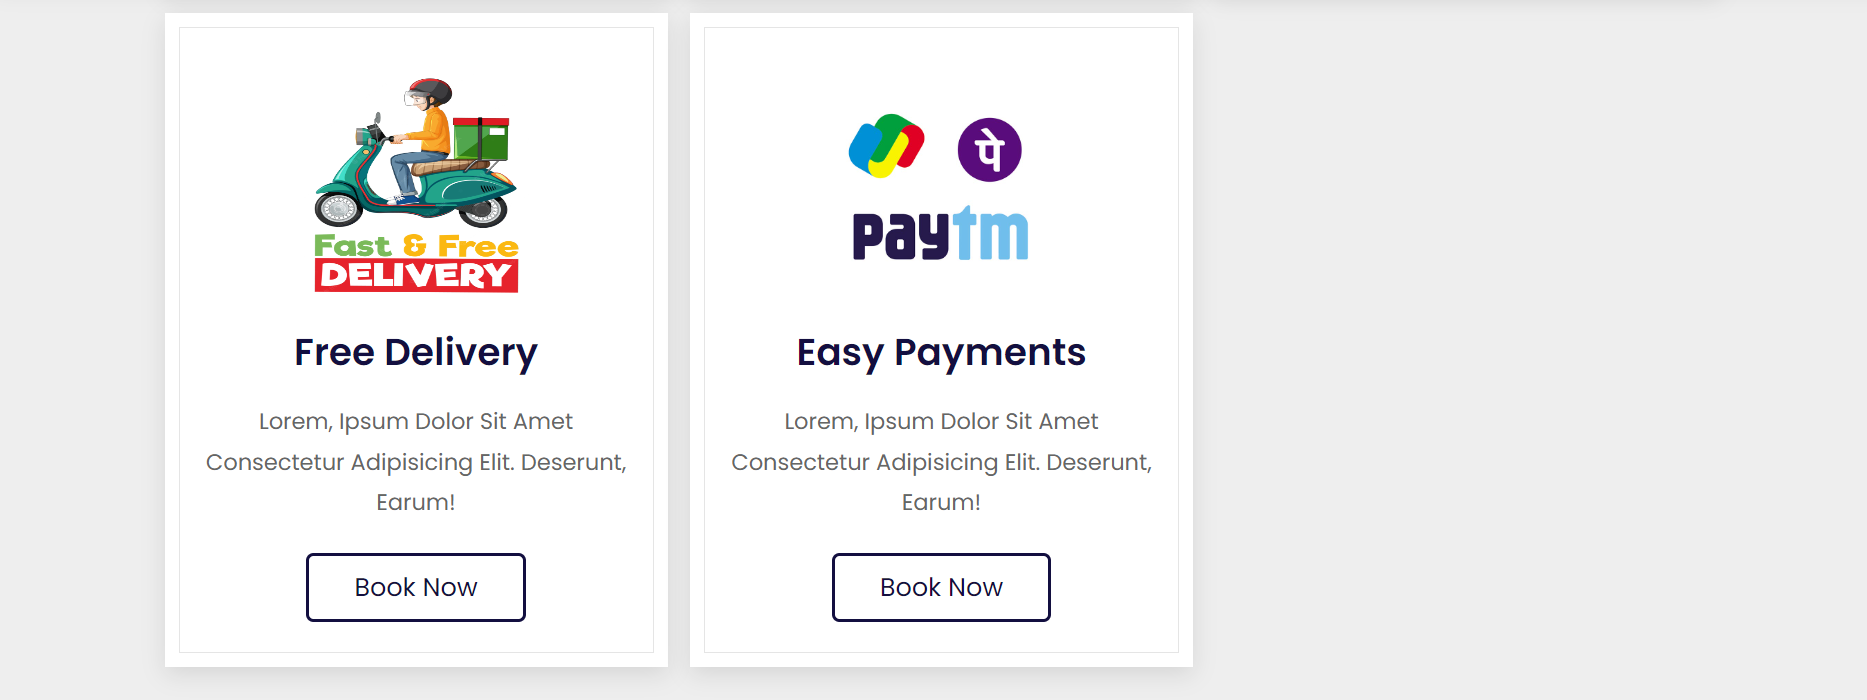 Fast & Free
DELIVERY
Free Delivery
Lorem, Ipsum Dolor Sit Amet
Consectetur Adipisicing Elit. Deserunt,
Earum!
Book Now
पे
paytm
Easy Payments
Lorem, Ipsum Dolor Sit Amet
Consectetur Adipisicing Elit. Deserunt,
Earum!
Book Now